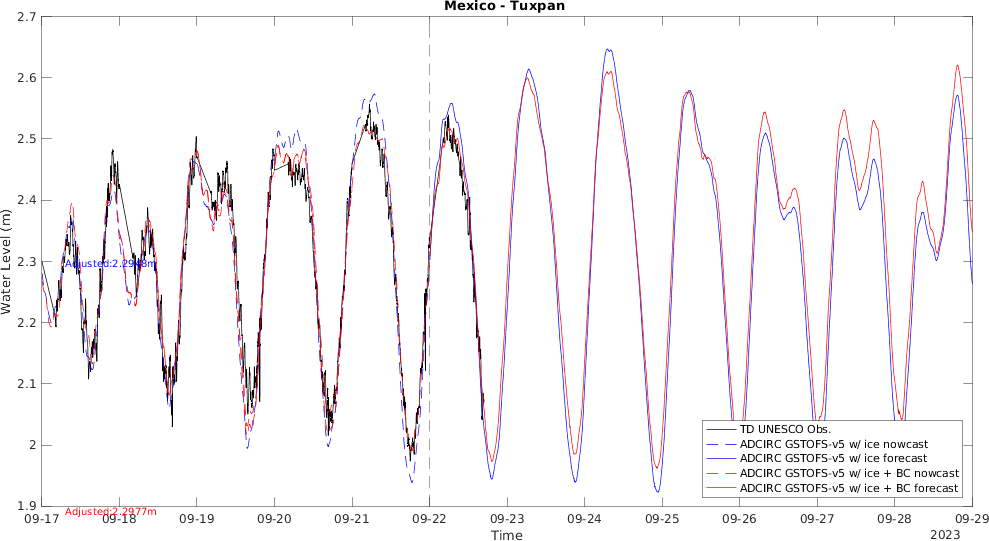 Mexico - Tuxpan
2.7
2.6
2.5
2.4
2.3
2.2
2.1
2
1.9
Water Level (m)
Adjusted:2.2948m
Adjusted:2.2977m
TD UNESCO Obs.
ADCIRC GSTOFS-v5 w/ ice nowcast
ADCIRC GSTOFS-v5 w/ ice forecast
ADCIRC GSTOFS-v5 w/ ice + BC nowcast
ADCIRC GSTOFS-v5 w/ ice + BC forecast
09-17 09-18 09-19 09-20 09-21 09-22 09-23 09-24 09-25 09-26 09-27 09-28 09-29
Time
2023